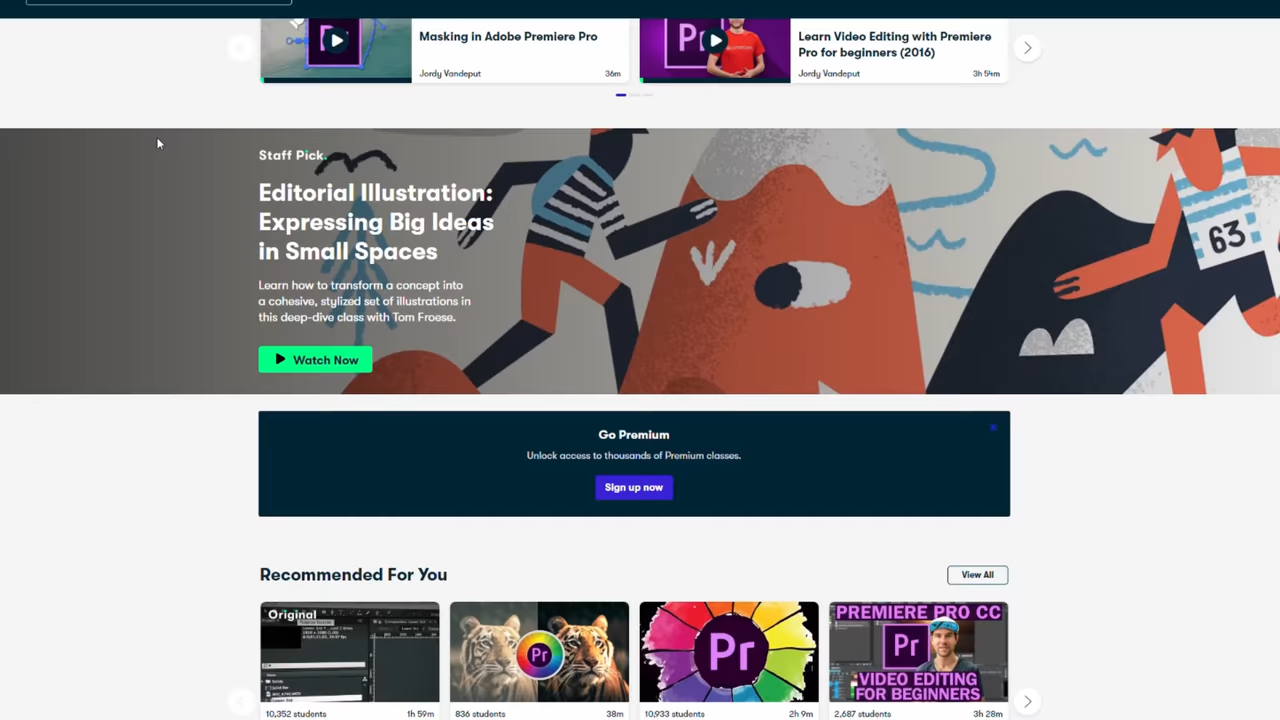 Masking in Adobe Premiere Pro
Jordy Vandeput
36m
Pr
Learn Video Editing with Premiere
Pro for beginners (2016)
Jordy Vandeput
3h 54m
Staff Pick.
Editorial Illustration:
Expressing Big Ideas
in Small Spaces
Learn how to transform a concept into
a cohesive, stylized set of illustrations in
this deep-dive class with Tom Froese.
Watch Now
63
Go Premium
Unlock access to thousands of Premium classes.
Sign up now
Recommended For You
View All
Original
Pr
Pr
PREMIERE PRO CC
Pr
VIDEO EDITING
FOR BEGINNERS
10,352 students
1h 59m
836 students
38m
10,933 students
2h 9m
2,687 students
3h 28m